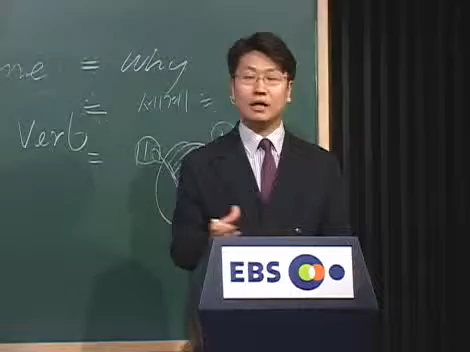 me = why
= 세계 =
Verb =
EBS